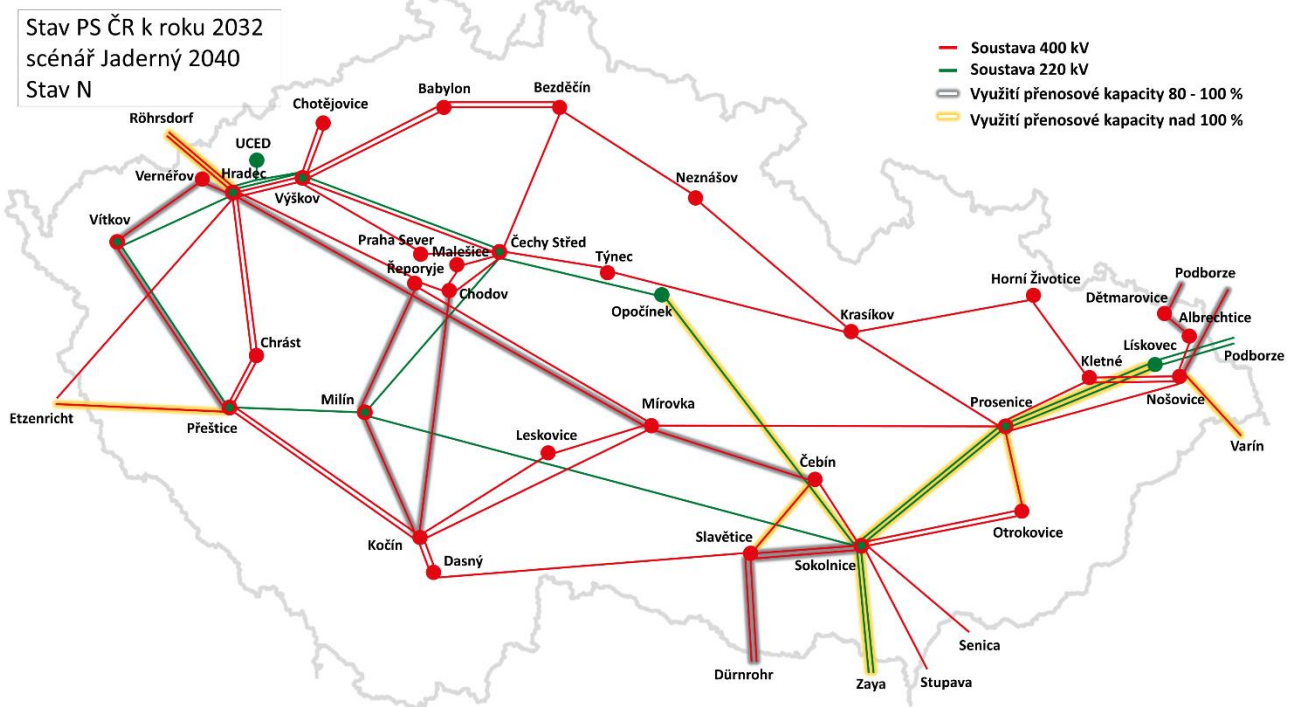 Stav PS ČR k roku 2032
scénář Jaderný 2040
Stav N
Soustava 400 kV
Soustava 220 kV
Využití přenosové kapacity 80 - 100 %
Využití přenosové kapacity nad 100 %
Babylon
Bezděčín
Chotějovice
Röhrsdorf
UCED
Vernéřov
Hradec
Výškov
Neznášov
Vítkov
Praha Sever
Malešice
Čechy Střed
Týnec
Řeporyje
Chodov
Opočínek
Horní Životice
Podborze
Dětmarovice
Albrechtice
Krasíkov
Lískovec
Podborze
Chrást
Kletné
Nošovice
Etzenricht
Přeštice
Milín
Mírovka
Prosenice
Varín
Leskovice
Čebín
Kočín
Slavětice
Otrokovice
Dasný
Sokolnice
Senica
Dürnrohr
Zaya
Stupava